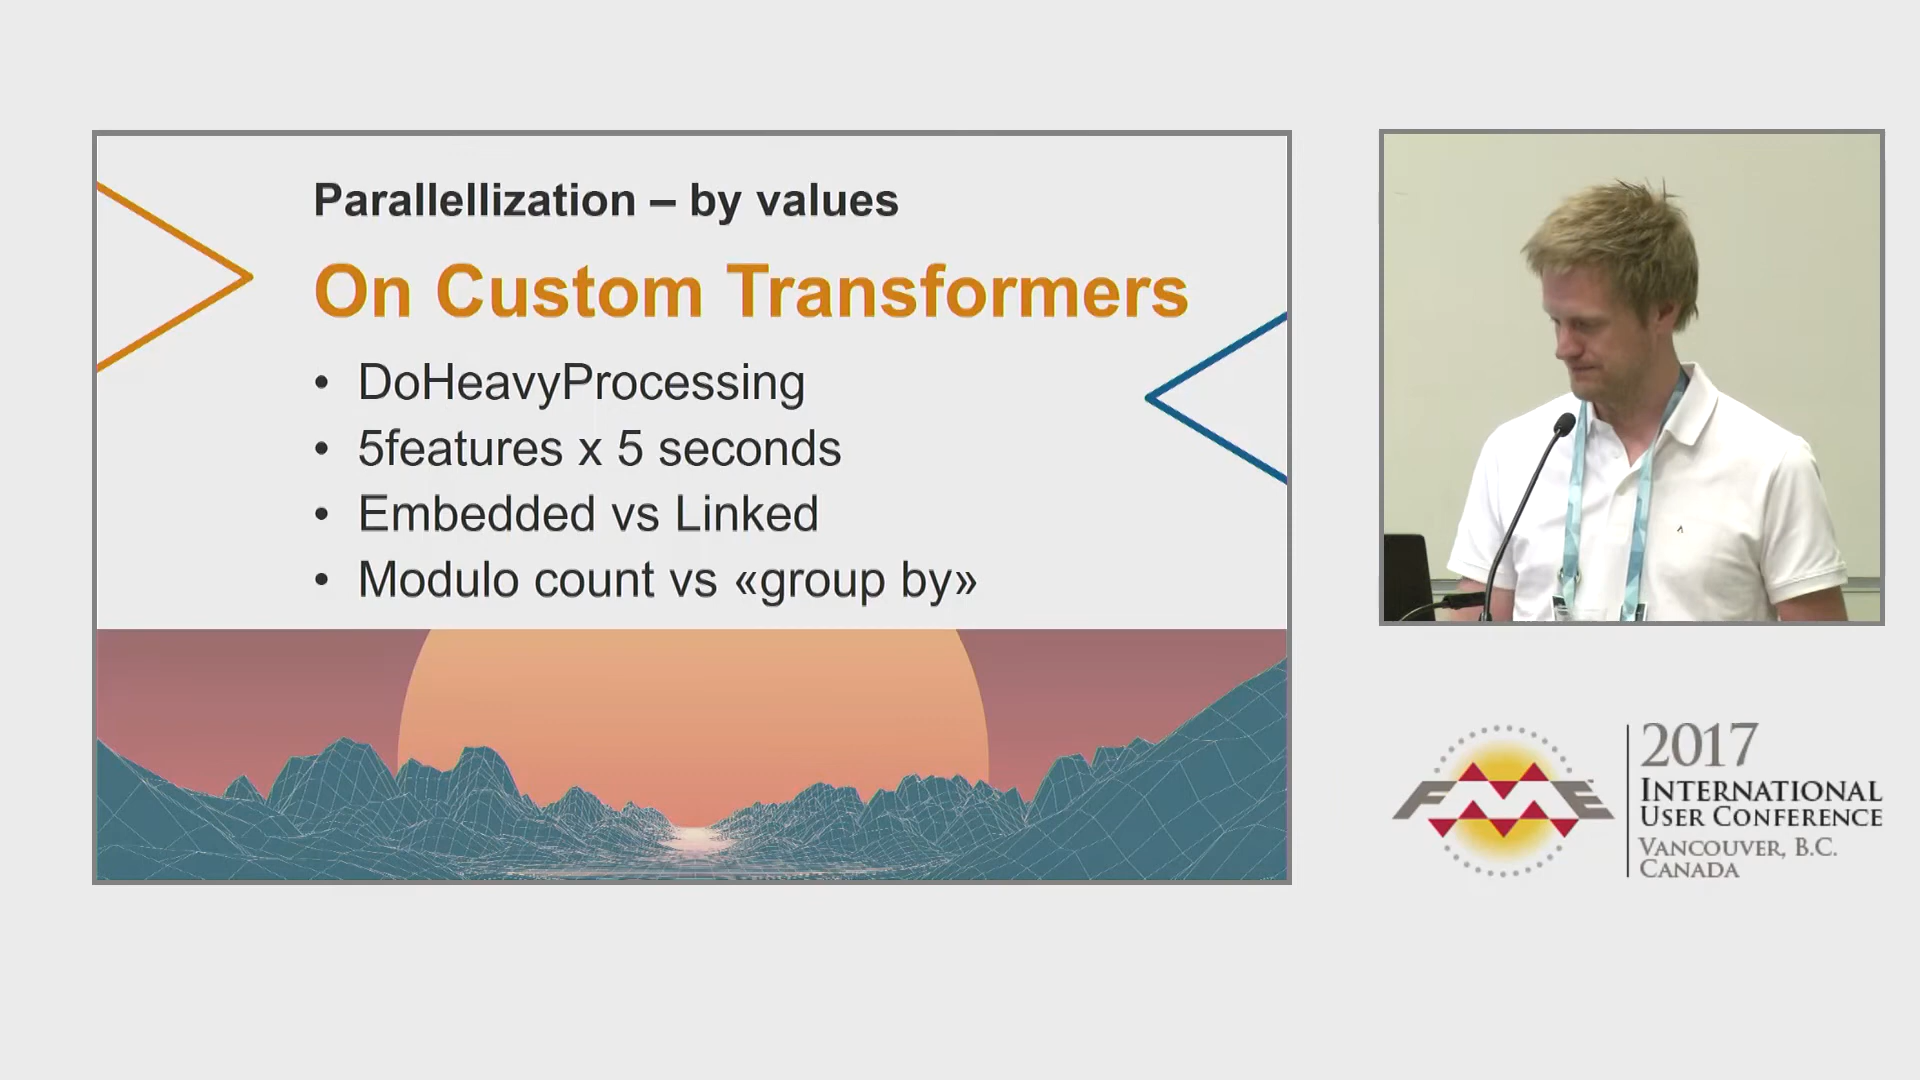 Parallellization – by values
On Custom Transformers
• DoHeavyProcessing
• 5features x 5 seconds
• Embedded vs Linked
• Modulo count vs «group by»
FME
2017
INTERNATIONAL
USER CONFERENCE
VANCOUVER, B.C.
CANADA